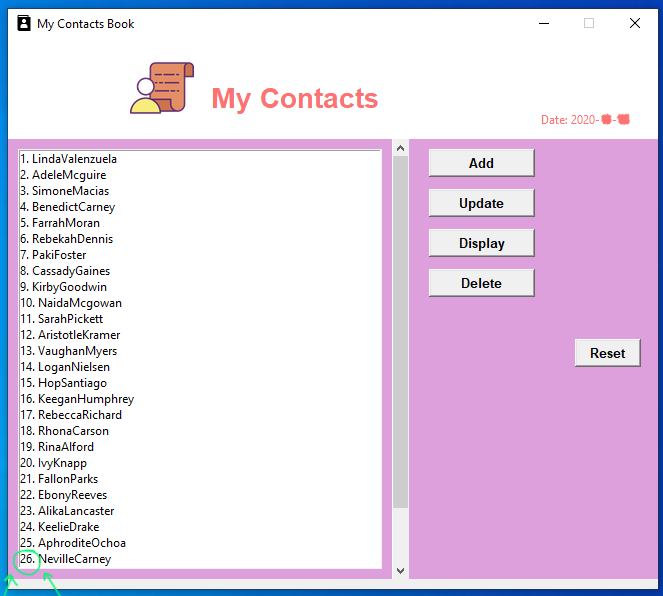 My Contacts Book
My Contacts
Date: 2020-
1. LindaValenzuela
2. AdeleMcguire
3. SimoneMacias
4. BenedictCarney
5. FarrahMoran
6. RebekahDennis
7. PakiFoster
8. CassadyGaines
9. KirbyGoodwin
10. NaidaMcgowan
11. SarahPickett
12. AristotleKramer
13. VaughanMyers
14. LoganNielsen
15. HopSantiago
16. KeeganHumphrey
17. RebeccaRichard
18. RhonaCarson
19. RinaAlford
20. IvyKnapp
21. FallonParks
22. EbonyReeves
23. AlikaLancaster
24. KeelieDrake
25. AphroditeOchoa
26. NevilleCarney
Add
Update
Display
Delete
Reset